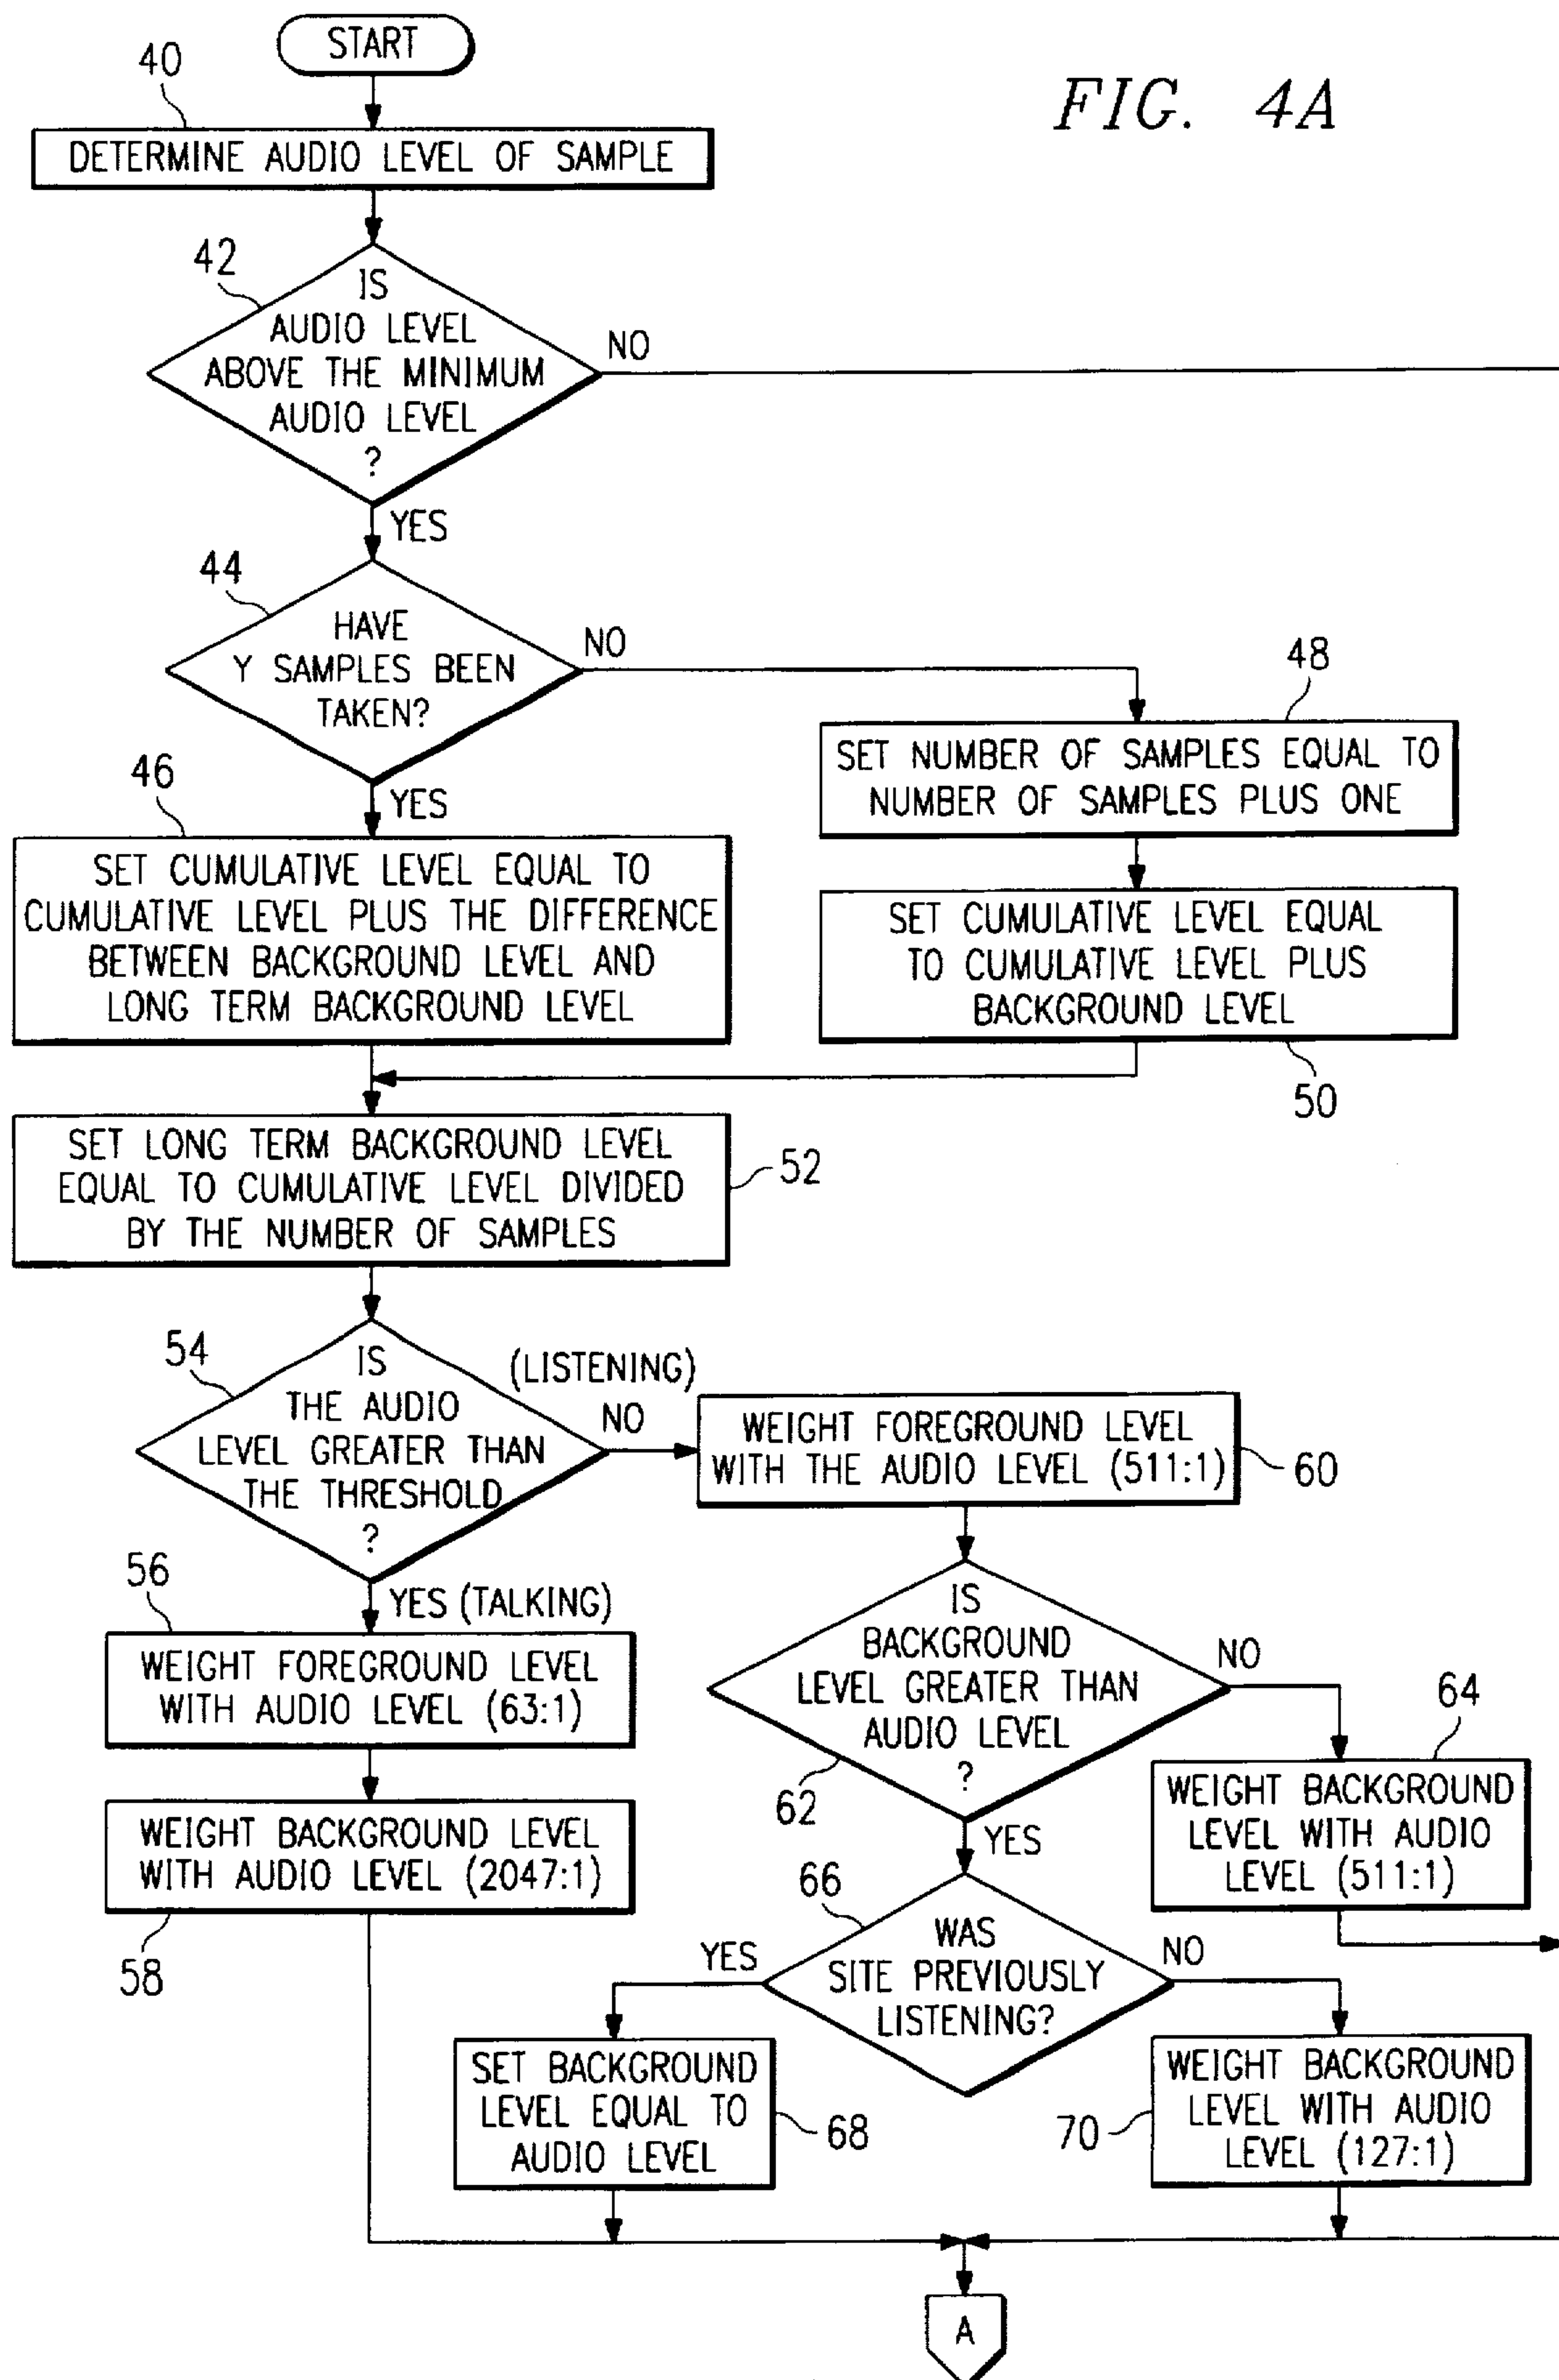 START
FIG. 4A
40
DETERMINE AUDIO LEVEL OF SAMPLE
42
IS
AUDIO LEVEL
ABOVE THE MINIMUM
AUDIO LEVEL
?
NO
YES
44
HAVE
Y SAMPLES BEEN
TAKEN?
NO
YES
48
SET NUMBER OF SAMPLES EQUAL TO
NUMBER OF SAMPLES PLUS ONE
46
SET CUMULATIVE LEVEL EQUAL TO
CUMULATIVE LEVEL PLUS THE DIFFERENCE
BETWEEN BACKGROUND LEVEL AND
LONG TERM BACKGROUND LEVEL
SET CUMULATIVE LEVEL EQUAL
TO CUMULATIVE LEVEL PLUS
BACKGROUND LEVEL
50
SET LONG TERM BACKGROUND LEVEL
EQUAL TO CUMULATIVE LEVEL DIVIDED
BY THE NUMBER OF SAMPLES
52
54
IS
THE AUDIO
LEVEL GREATER THAN
THE THRESHOLD
?
(LISTENING)
NO
YES (TALKING)
WEIGHT FOREGROUND LEVEL
WITH THE AUDIO LEVEL (511:1)
60
56
WEIGHT FOREGROUND LEVEL
WITH AUDIO LEVEL (63:1)
WEIGHT BACKGROUND LEVEL
WITH AUDIO LEVEL (2047:1)
58
IS
BACKGROUND
LEVEL GREATER THAN
AUDIO LEVEL
?
62
NO
YES
64
WEIGHT BACKGROUND
LEVEL WITH AUDIO
LEVEL (511:1)
66
WAS
SITE PREVIOUSLY
LISTENING?
YES
NO
SET BACKGROUND
LEVEL EQUAL TO
AUDIO LEVEL
68
70
WEIGHT BACKGROUND
LEVEL WITH AUDIO
LEVEL (127:1)
A